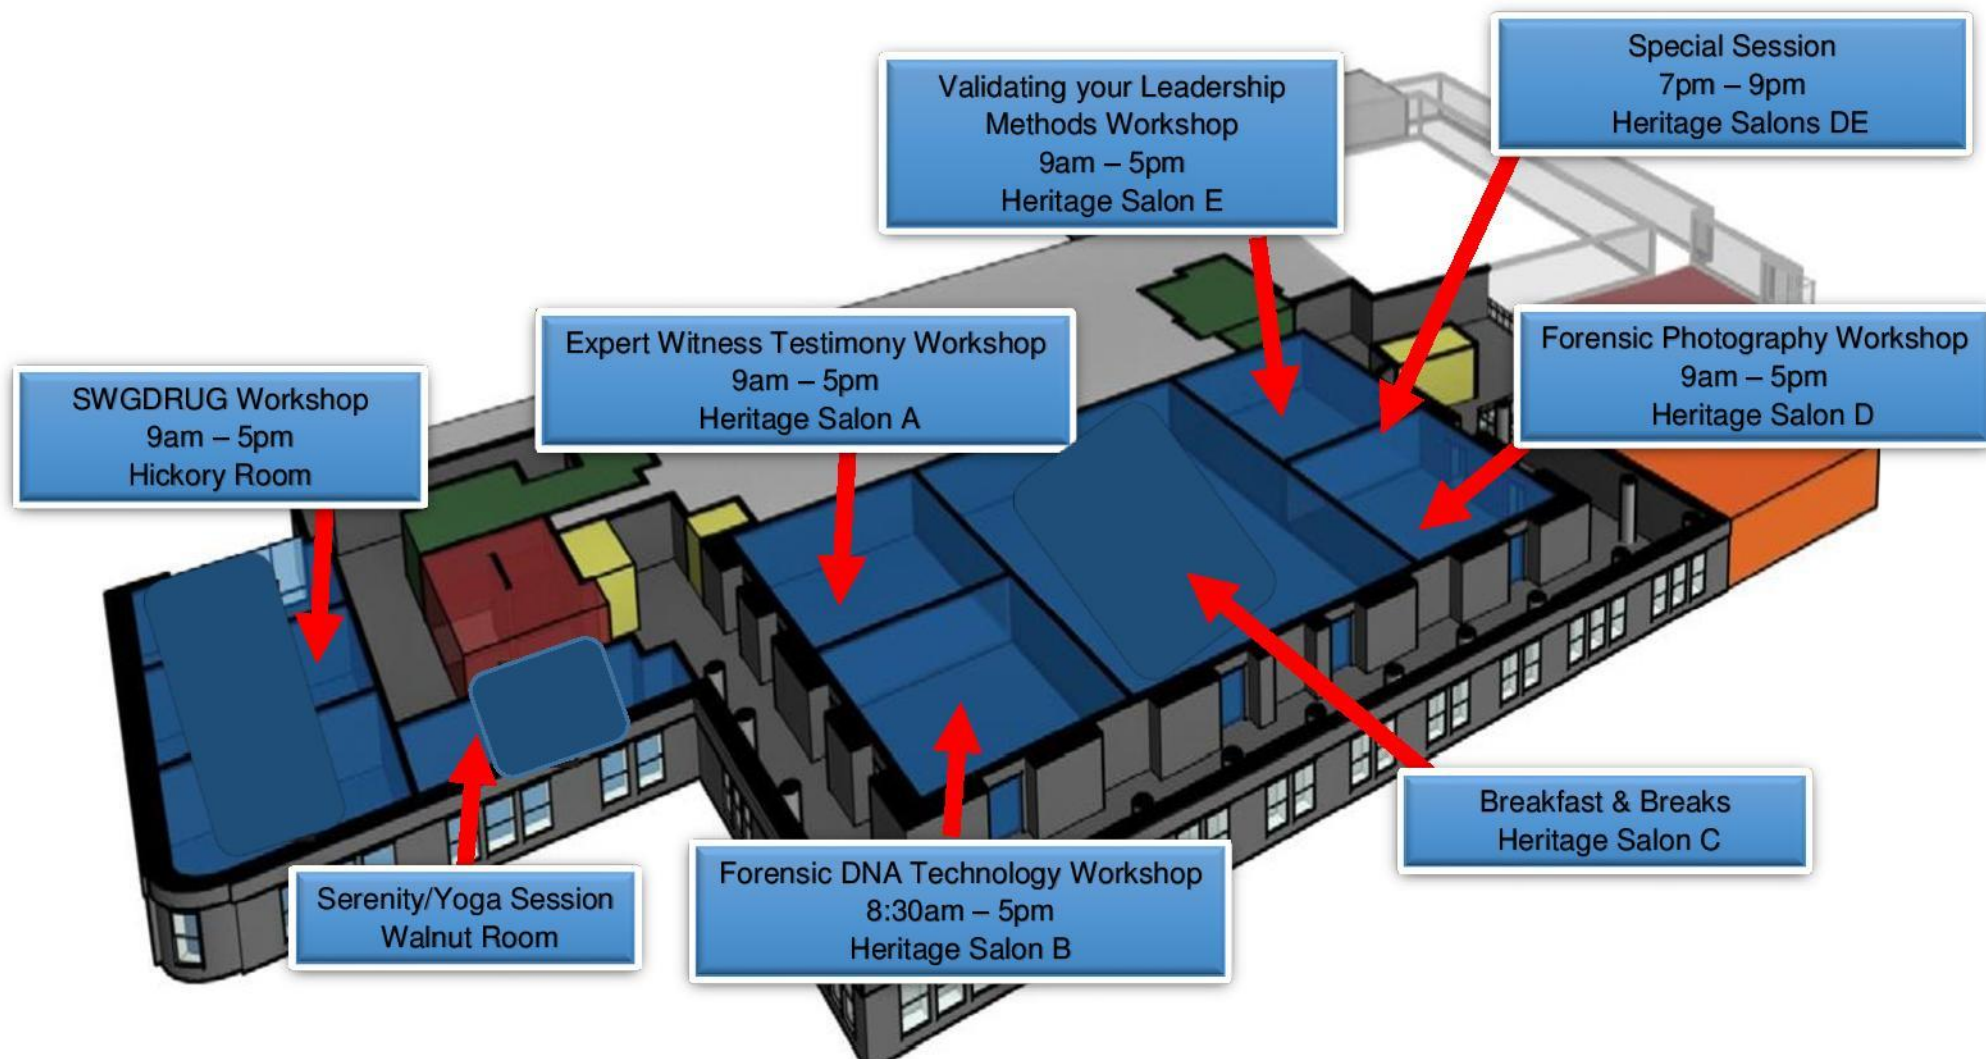 Special Session
7pm – 9pm
Heritage Salons DE
Validating your Leadership
Methods Workshop
9am – 5pm
Heritage Salon E
Expert Witness Testimony Workshop
9am – 5pm
Heritage Salon A
Forensic Photography Workshop
9am – 5pm
Heritage Salon D
SWGDRUG Workshop
9am – 5pm
Hickory Room
Breakfast & Breaks
Heritage Salon C
Serenity/Yoga Session
Walnut Room
Forensic DNA Technology Workshop
8:30am – 5pm
Heritage Salon B